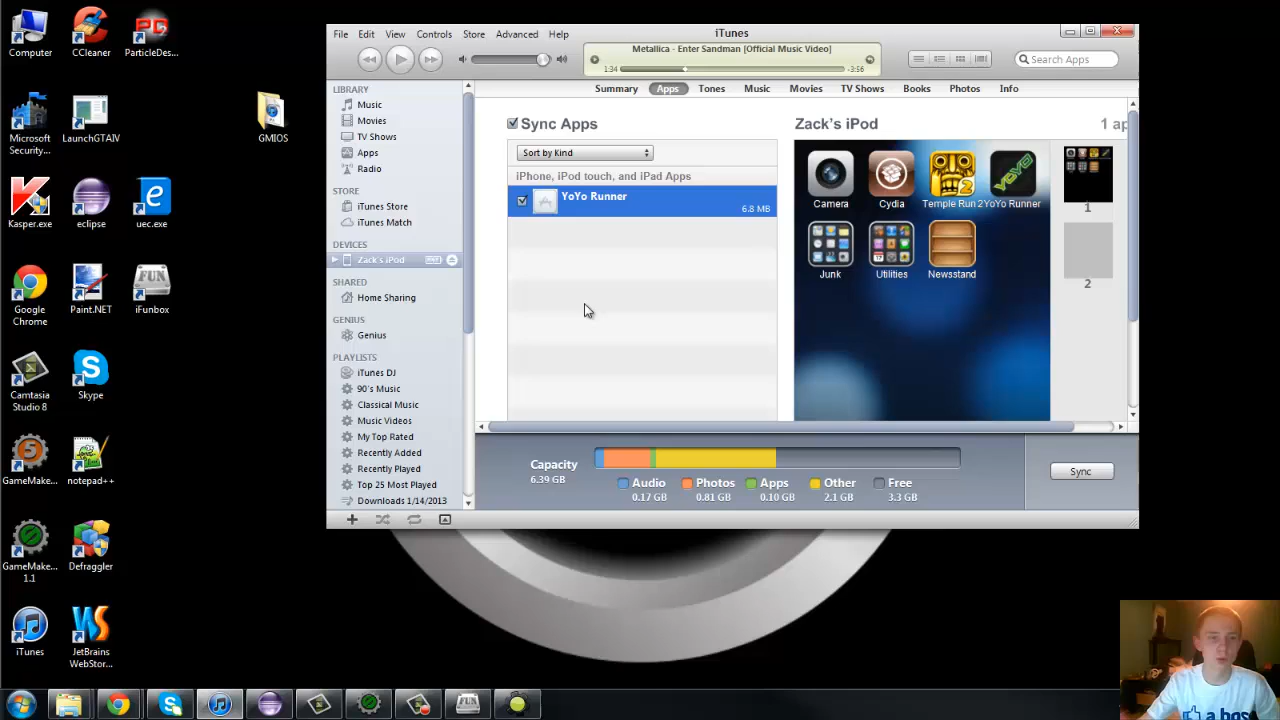 Computer
CCleaner
ParticleDes...
Microsoft
Security...
LaunchGTAIV
GMIOS
Kasper.exe
eclipse
uec.exe
Google
Chrome
Paint.NET
iFunbox
Camtasia
Studio 8
Skype
GameMake...
notepad++
GameMake...
1.1
Defraggler
iTunes
JetBrains
WebStor...
iTunes
File Edit View Controls Store Advanced Help
Metallica - Enter Sandman [Official Music Video]
1:34 -3:56
Search Apps
LIBRARY
Music
Movies
TV Shows
Apps
Radio
STORE
iTunes Store
iTunes Match
DEVICES
Zack's iPod
SHARED
Home Sharing
GENIUS
Genius
PLAYLISTS
iTunes DJ
90's Music
Classical Music
Music Videos
My Top Rated
Recently Added
Recently Played
Top 25 Most Played
Downloads 1/14/2013
Summary Apps Tones Music Movies TV Shows Books Photos Info
Sync Apps
Sort by Kind
iPhone, iPod touch, and iPad Apps
YoYo Runner
6.8 MB
Zack's iPod
1 ap
Camera Cydia Temple Run 2 YoYo Runner
Junk Utilities Newsstand
1
2
Capacity
6.39 GB
Audio
0.17 GB
Photos
0.81 GB
Apps
0.10 GB
Other
2.1 GB
Free
3.3 GB
Sync
a bos